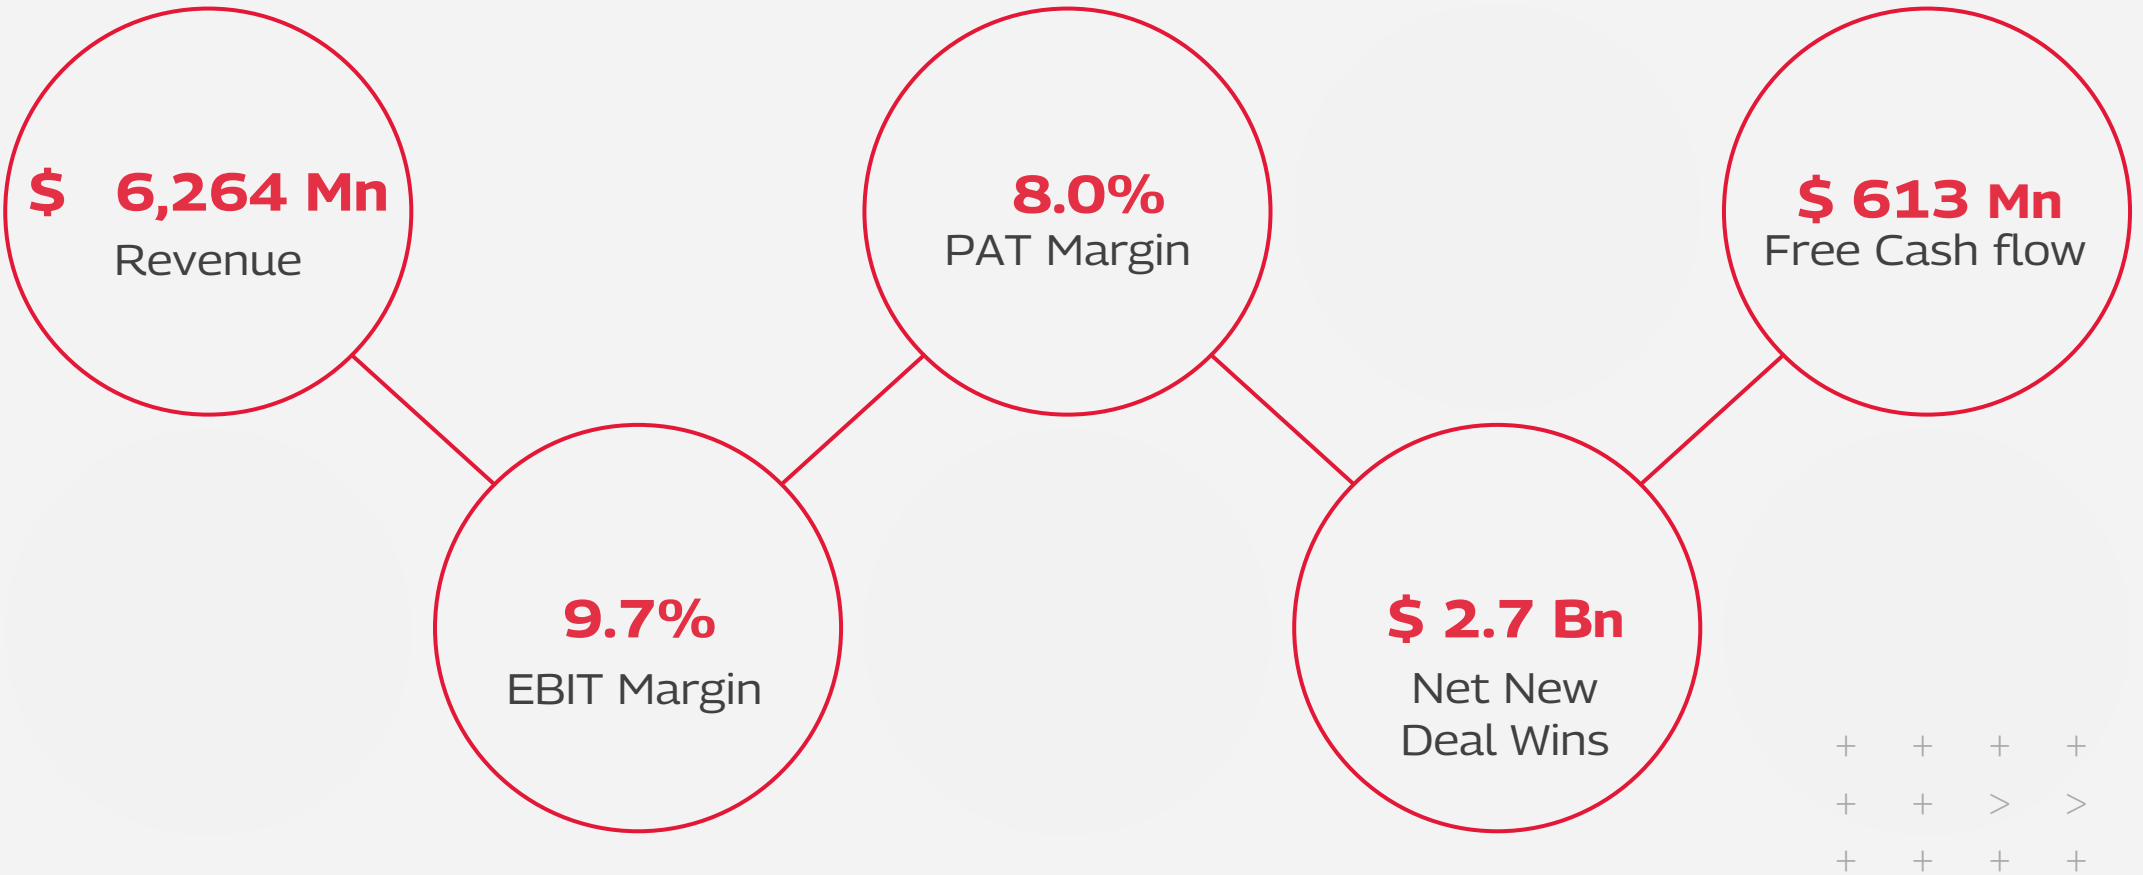 $ 6,264 Mn
Revenue
9.7%
EBIT Margin
8.0%
PAT Margin
$ 2.7 Bn
Net New
Deal Wins
$ 613 Mn
Free Cash flow
+ + + +
+ + > >
+ + + +